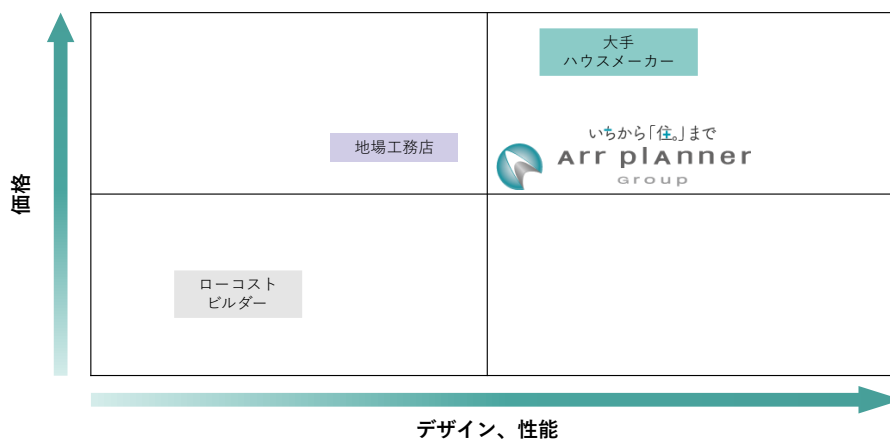 大手
ハウスメーカー
地場工務店
いちから「住。」まで
Arr plAnner
Group
価格
ローコスト
ビルダー
デザイン、性能